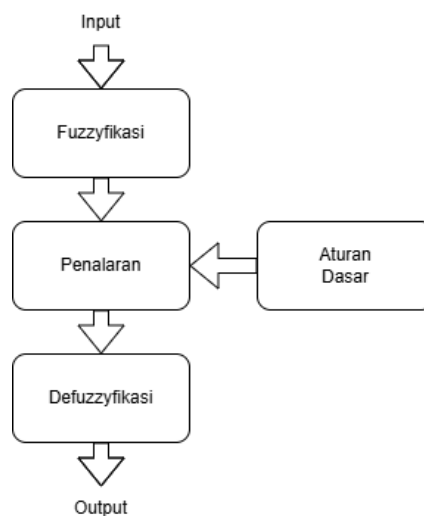 Input
Fuzzyfikasi
Penalaran
Aturan
Dasar
Defuzzyfikasi
Output